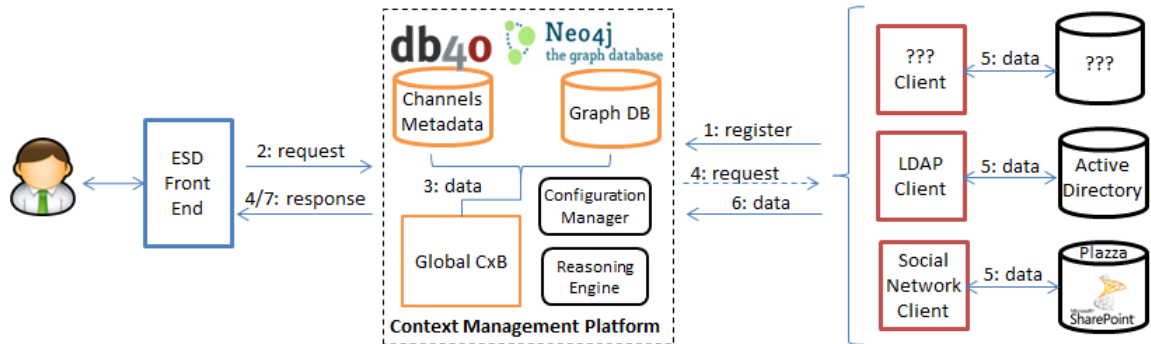 db4o
Neo4j
the graph database
Channels
Metadata
Graph DB
ESD
Front
End
2: request
4/7: response
3: data
Configuration
Manager
Global CxB
Reasoning
Engine
Context Management Platform
1: register
4: request
6: data
???
Client
5: data
???
LDAP
Client
5: data
Active
Directory
Social
Network
Client
5: data
Plazza
Microsoft
SharePoint